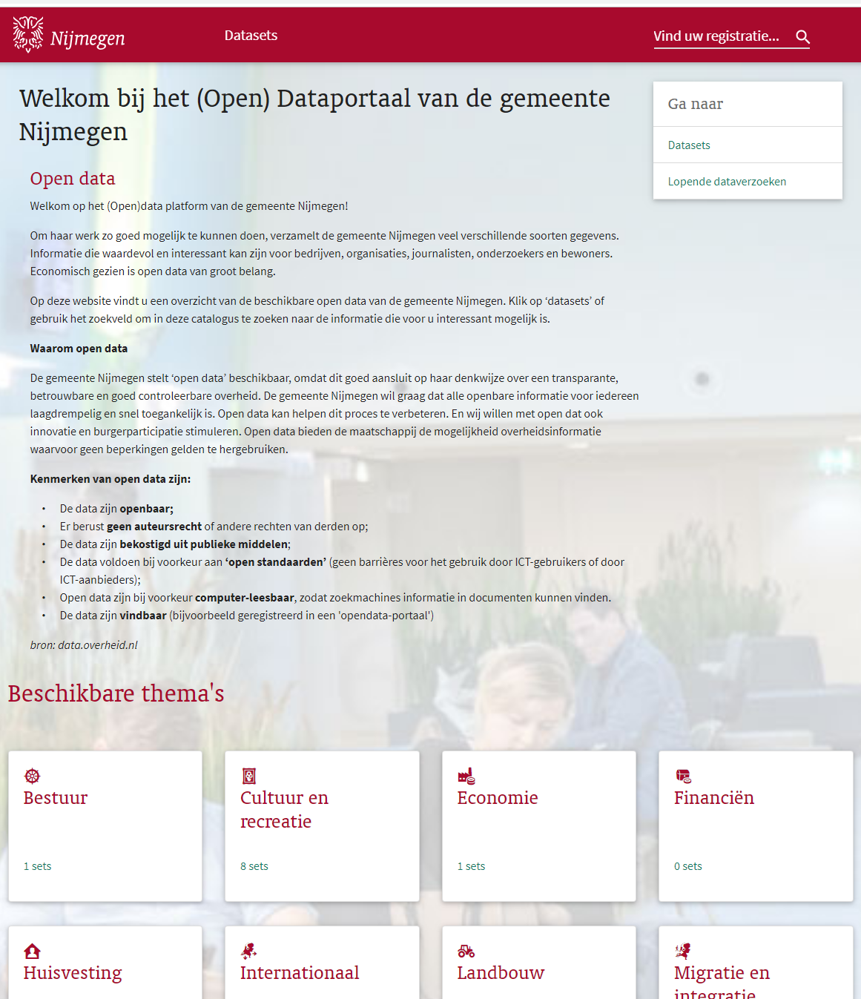 Nijmegen
Datasets
Vind uw registratie...
Welkom bij het (Open) Dataportaal van de gemeente
Nijmegen
Open data
Welkom op het (Open)data platform van de gemeente Nijmegen!
Om haar werk zo goed mogelijk te kunnen doen, verzamelt de gemeente Nijmegen veel verschillende soorten gegevens.
Informatie die waardevol en interessant kan zijn voor bedrijven, organisaties, journalisten, onderzoekers en bewoners.
Economisch gezien is open data van groot belang.
Op deze website vindt u een overzicht van de beschikbare open data van de gemeente Nijmegen. Klik op ‘datasets’ of
gebruik het zoekveld om in deze catalogus te zoeken naar de informatie die voor u interessant mogelijk is.
Waarom open data
De gemeente Nijmegen stelt ‘open data’ beschikbaar, omdat dit goed aansluit op haar denkwijze over een transparante,
betrouwbare en goed controleerbare overheid. De gemeente Nijmegen wil graag dat alle openbare informatie voor iedereen
laagdrempelig en snel toegankelijk is. Open data kan helpen dit proces te verbeteren. En wij willen met open dat ook
innovatie en burgerparticipatie stimuleren. Open data bieden de maatschappij de mogelijkheid overheidsinformatie
waarvoor geen beperkingen gelden te hergebruiken.
Kenmerken van open data zijn:
• De data zijn openbaar;
• Er berust geen auteursrecht of andere rechten van derden op;
• De data zijn bekostigd uit publieke middelen;
• De data voldoen bij voorkeur aan ‘open standaarden’ (geen barrières voor het gebruik door ICT-gebruikers of door
ICT-aanbieders);
• Open data zijn bij voorkeur computer-leesbaar, zodat zoekmachines informatie in documenten kunnen vinden.
• De data zijn vindbaar (bijvoorbeeld geregistreerd in een 'opendata-portaal')
bron: data.overheid.nl
Ga naar
Datasets
Lopende dataverzoeken
Beschikbare thema's
Bestuur
1 sets
Cultuur en
recreatie
8 sets
Economie
1 sets
Financiën
0 sets
Huisvesting
Internationaal
Landbouw
Migratie en
integratie